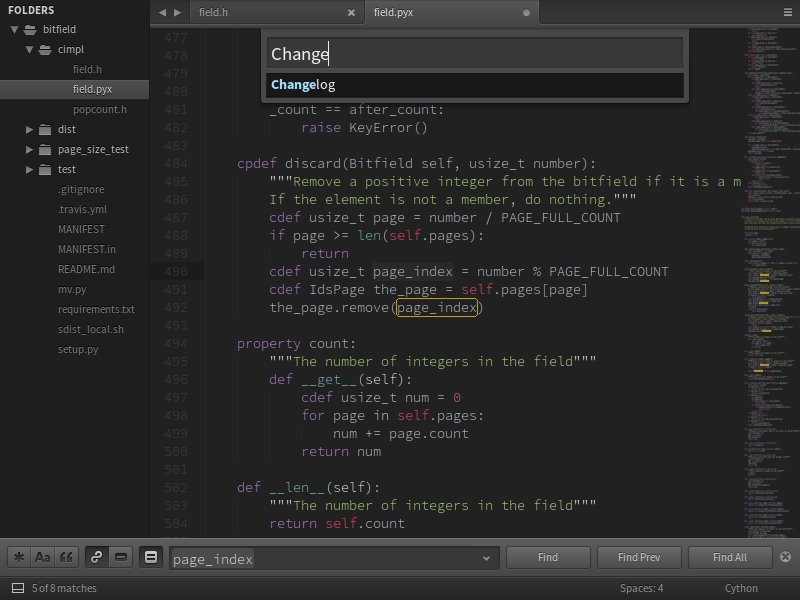 FOLDERS
bitfield
cimpl
field.h
field.pyx
popcount.h
dist
page_size_test
test
.gitignore
.travis.yml
MANIFEST
MANIFEST.in
README.md
mv.py
requirements.txt
sdist_local.sh
setup.py
field.h
field.pyx
Change
Changelog
477
478
479
480
481 _count == after_count:
482 raise KeyError()
483
484 cpdef discard(Bitfield self, usize_t number):
485 """Remove a positive integer from the bitfield if it is a m
486 If the element is not a member, do nothing."""
487 cdef usize_t page = number / PAGE_FULL_COUNT
488 if page >= len(self.pages):
489 return
490 cdef usize_t page_index = number % PAGE_FULL_COUNT
491 cdef IdsPage the_page = self.pages[page]
492 the_page.remove(page_index)
493
494 property count:
495 """The number of integers in the field"""
496 def __get__(self):
497 cdef usize_t num = 0
498 for page in self.pages:
499 num += page.count
500 return num
501
502 def __len__(self):
503 """The number of integers in the field"""
504 return self.count
Aa
page_index
Find
Find Prev
Find All
5 of 8 matches
Spaces: 4
Cython